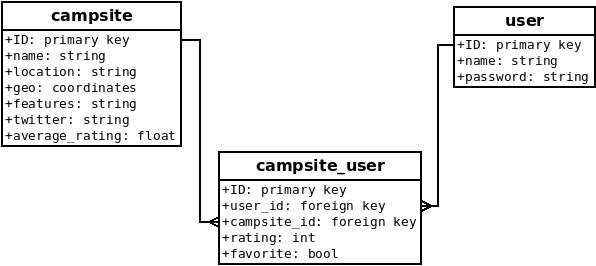 campsite
+ID: primary key
+name: string
+location: string
+geo: coordinates
+features: string
+twitter: string
+average_rating: float
user
+ID: primary key
+name: string
+password: string
campsite_user
+ID: primary key
+user_id: foreign key
+campsite_id: foreign key
+rating: int
+favorite: bool